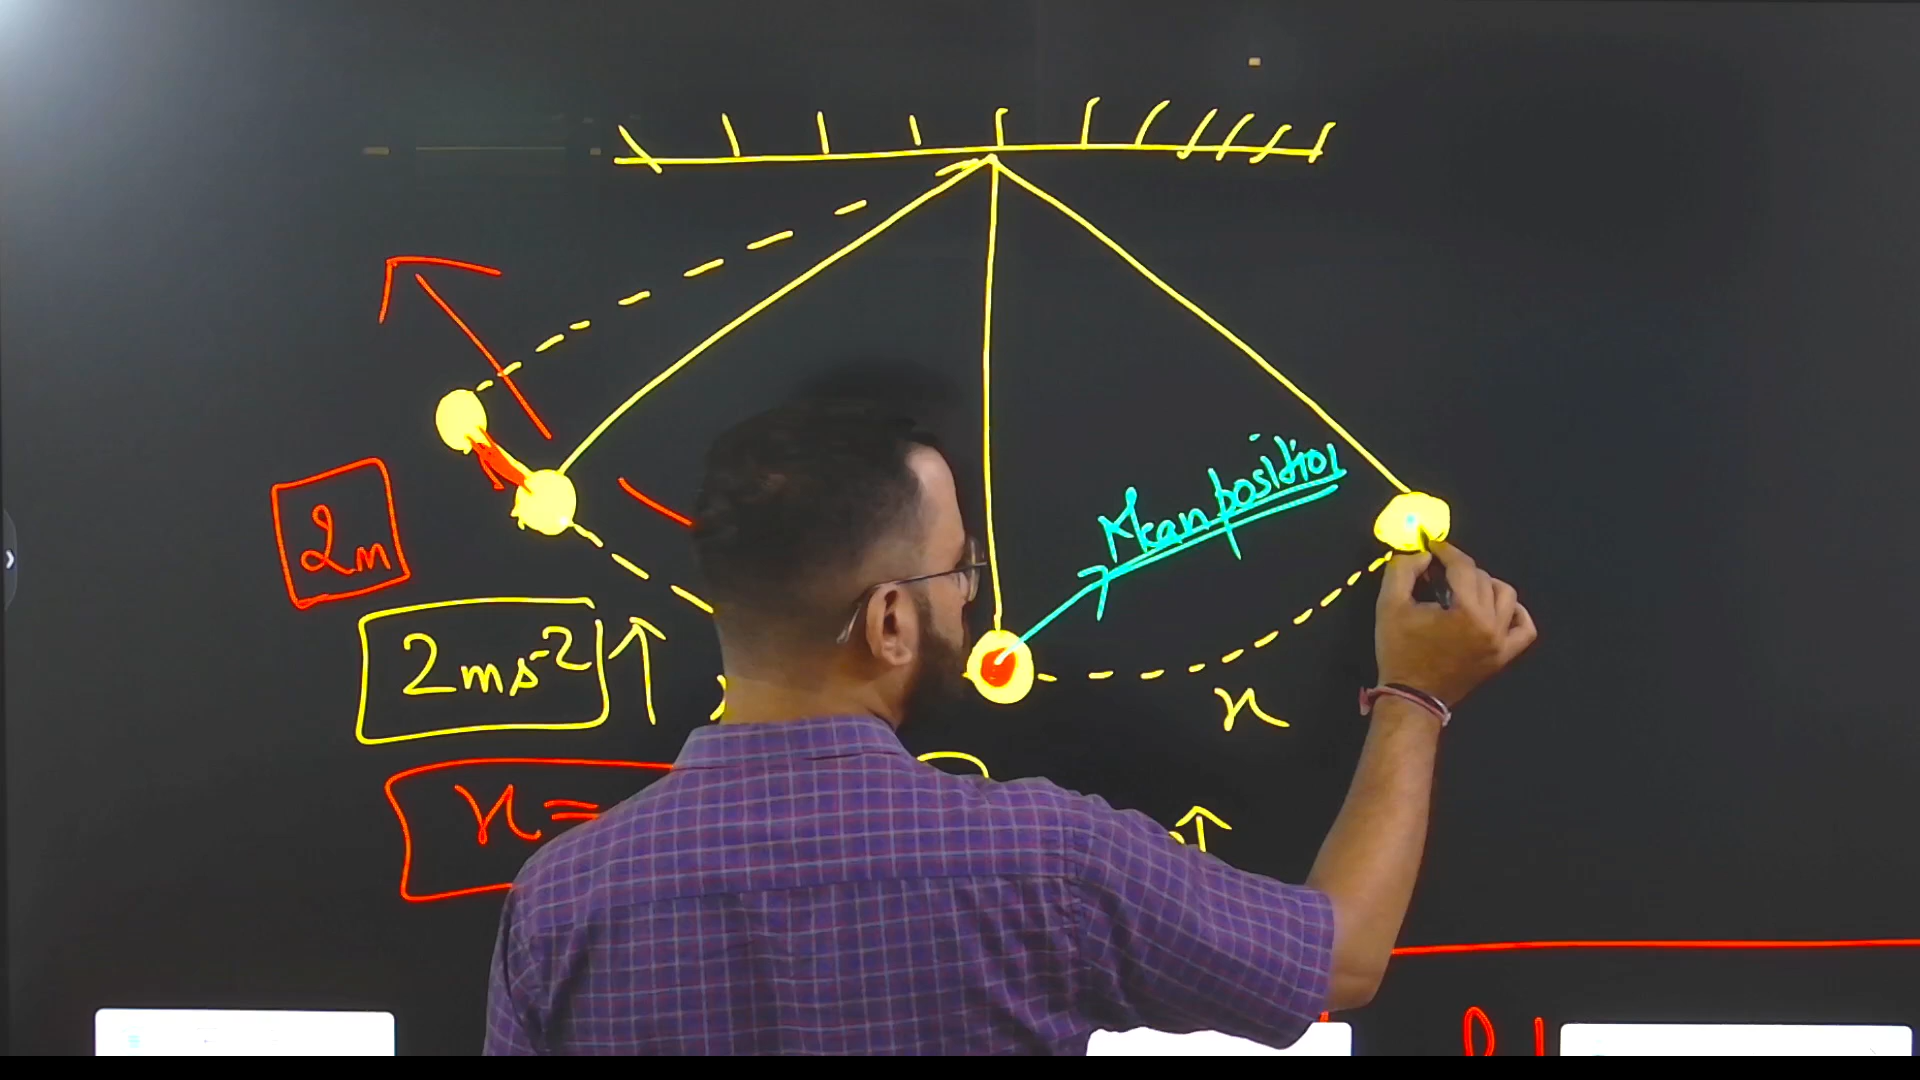 Mean position
2m
2ms⁻²
x
x =